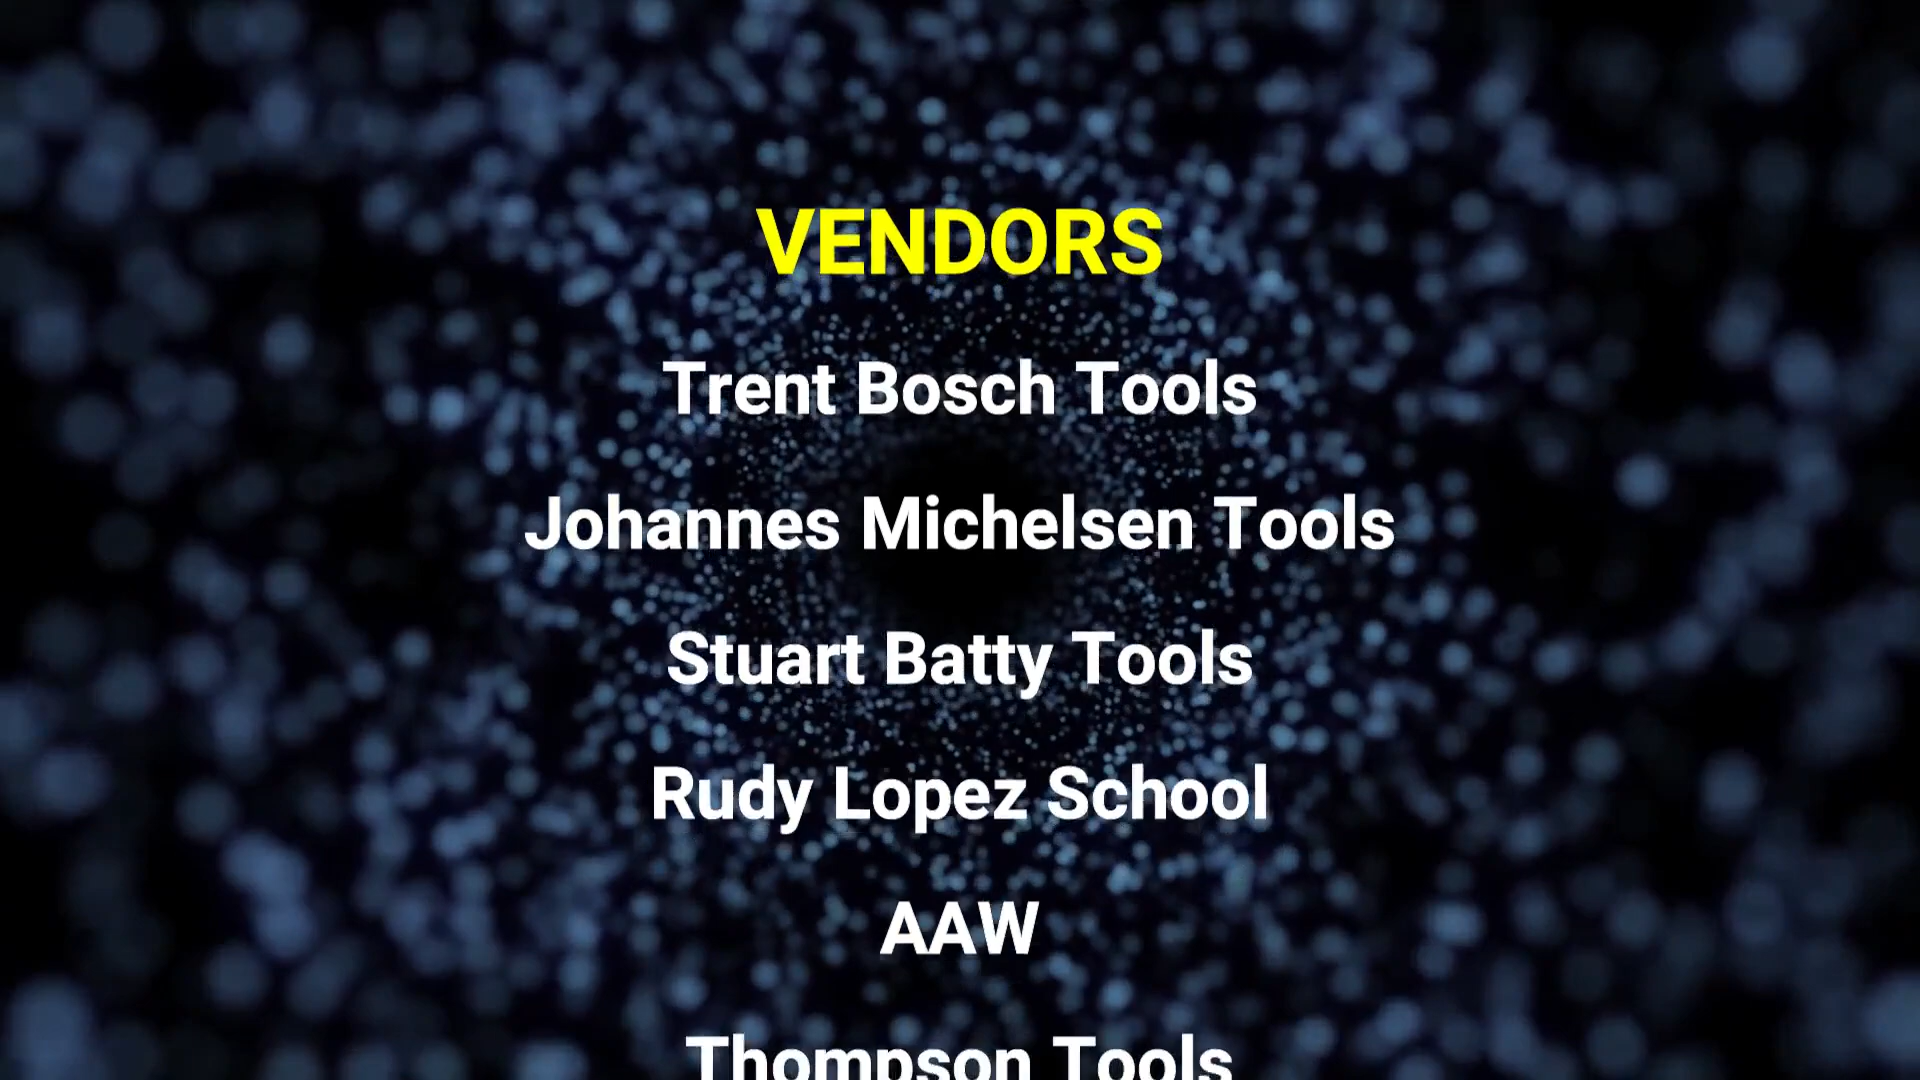 VENDORS
Trent Bosch Tools
Johannes Michelsen Tools
Stuart Batty Tools
Rudy Lopez School
AAW
Thompson Tools